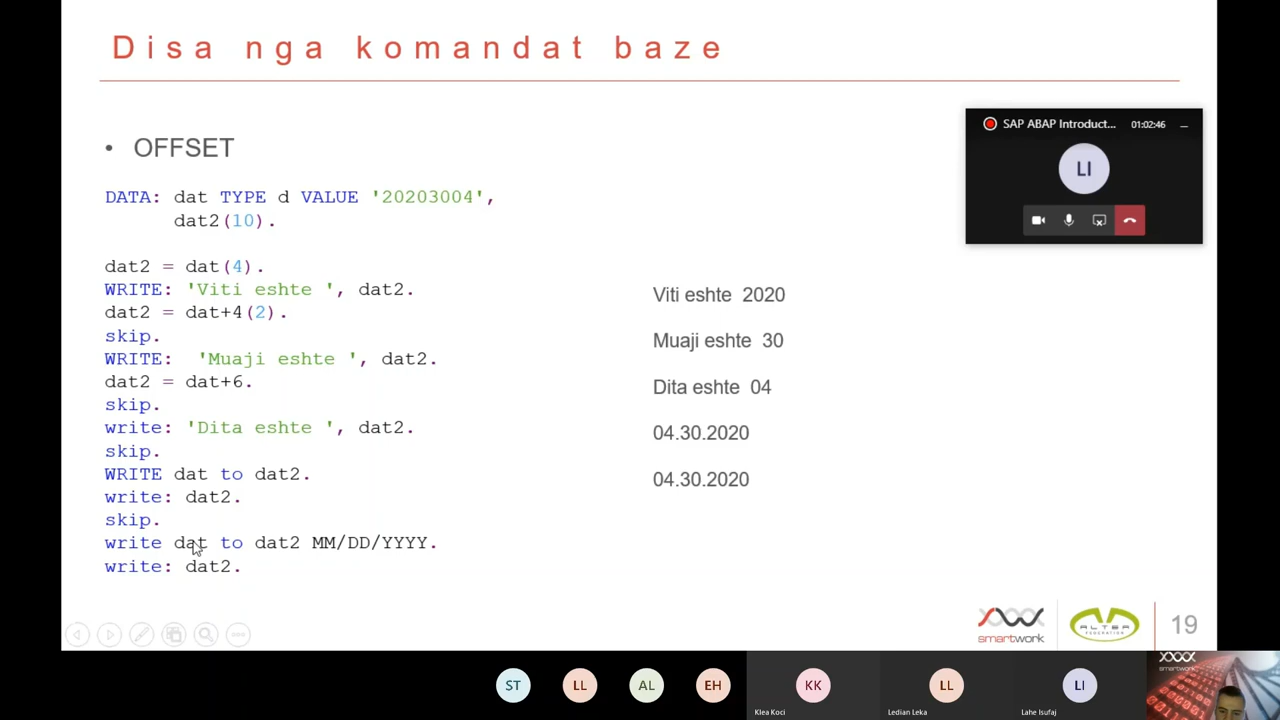 Disa nga komandat baze
• OFFSET
DATA: dat TYPE d VALUE '20203004',
dat2(10).
dat2 = dat(4).
WRITE: 'Viti eshte ', dat2.
dat2 = dat+4(2).
skip.
WRITE:  'Muaji eshte ', dat2.
dat2 = dat+6.
skip.
write: 'Dita eshte ', dat2.
skip.
WRITE dat to dat2.
write: dat2.
skip.
write dat to dat2 MM/DD/YYYY.
write: dat2.
Viti eshte  2020
Muaji eshte  30
Dita eshte  04
04.30.2020
04.30.2020
SAP ABAP Introduct... 01:02:46
LI
smartwork
ALTER
FEDERATION
19
ST LL AL EH KK LL LI
Klea Koci
Ledian Leka
Lahe Isufaj
smartwork